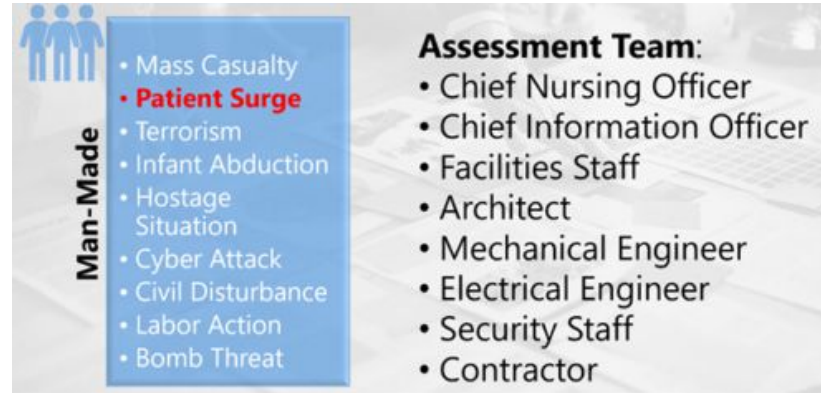 Man-Made
• Mass Casualty
• Patient Surge
• Terrorism
• Infant Abduction
• Hostage
Situation
• Cyber Attack
• Civil Disturbance
• Labor Action
• Bomb Threat
Assessment Team:
• Chief Nursing Officer
• Chief Information Officer
• Facilities Staff
• Architect
• Mechanical Engineer
• Electrical Engineer
• Security Staff
• Contractor